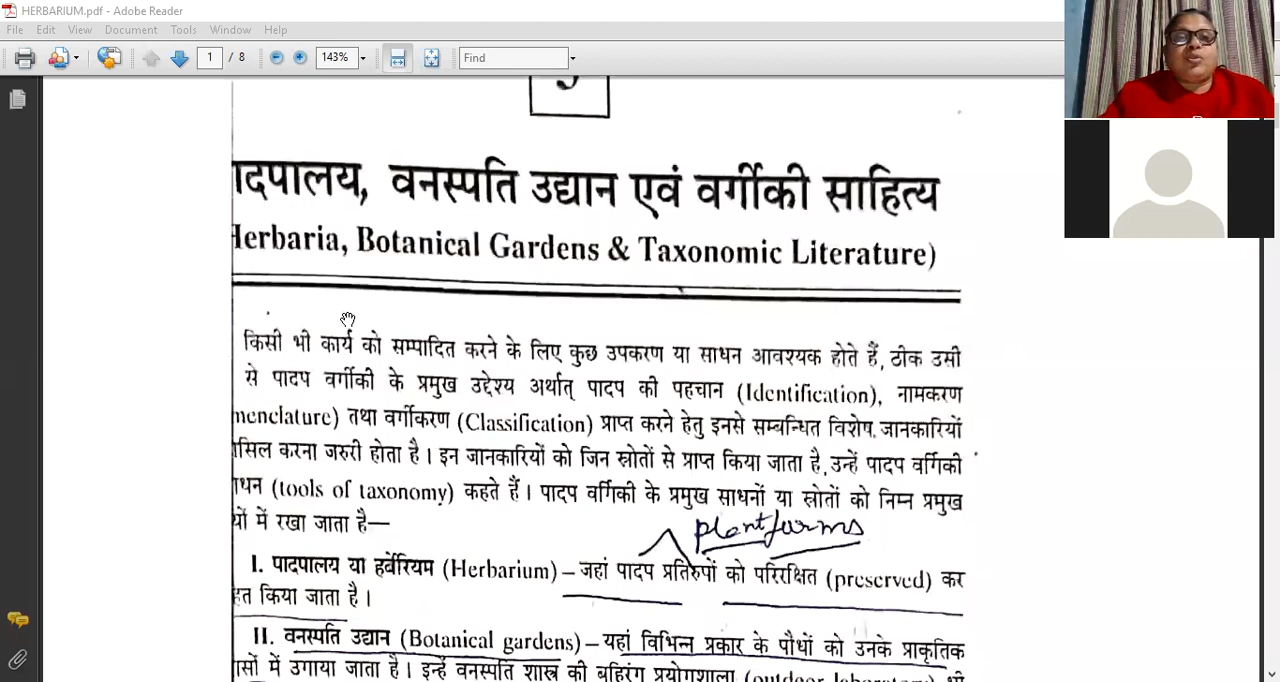 HERBARIUM.pdf - Adobe Reader
File Edit View Document Tools Window Help
1 / 8 143% Find
ादपालय, वनस्पति उद्यान एवं वर्गीकी साहित्य
Herbaria, Botanical Gardens & Taxonomic Literature)
किसी भी कार्य को सम्पादित करने के लिए कुछ उपकरण या साधन आवश्यक होते हैं, ठीक उसी
से पादप वर्गीकी के प्रमुख उद्देश्य अर्थात् पादप की पहचान (Identification), नामकरण
menclature) तथा वर्गीकरण (Classification) प्राप्त करने हेतु इनसे सम्बन्धित विशेष जानकारियों
ासिल करना जरुरी होता है। इन जानकारियों को जिन स्रोतों से प्राप्त किया जाता है, उन्हें पादप वर्गिकी
ाधन (tools of taxonomy) कहते हैं। पादप वर्गिकी के प्रमुख साधनों या स्रोतों को निम्न प्रमुख
यों में रखा जाता है—
plant forms
I. पादपालय या हर्वेरियम (Herbarium) – जहां पादप प्रतिरुपों को परिरक्षित (preserved) कर
हत किया जाता है।
II. वनस्पति उद्यान (Botanical gardens) – यहां विभिन्न प्रकार के पौधों को उनके प्राकृतिक
ासों में उगाया जाता है। इन्हें वनस्पति शास्त्र की बहिरंग प्रयोगशाला (outdoor laboratory) भी